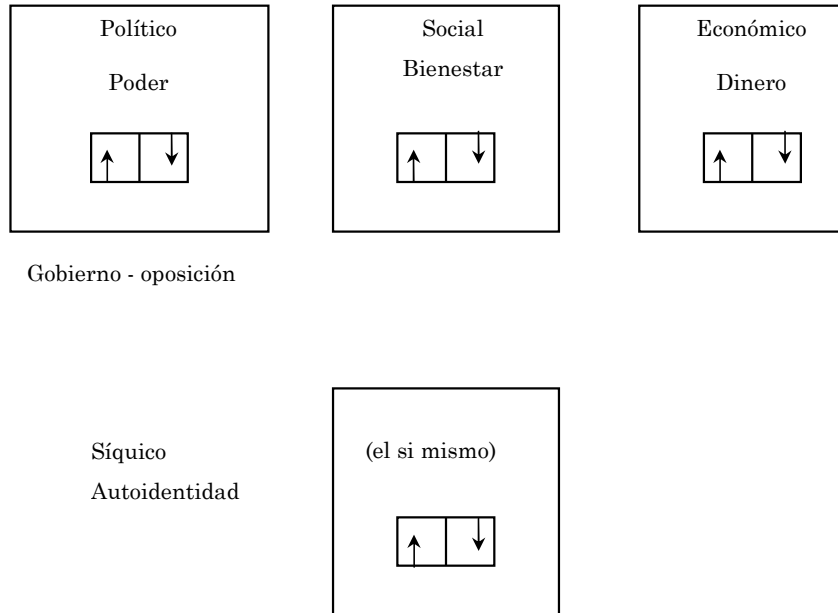 Político
Poder
Social
Bienestar
Económico
Dinero
Gobierno - oposición
Síquico
Autoidentidad
(el si mismo)